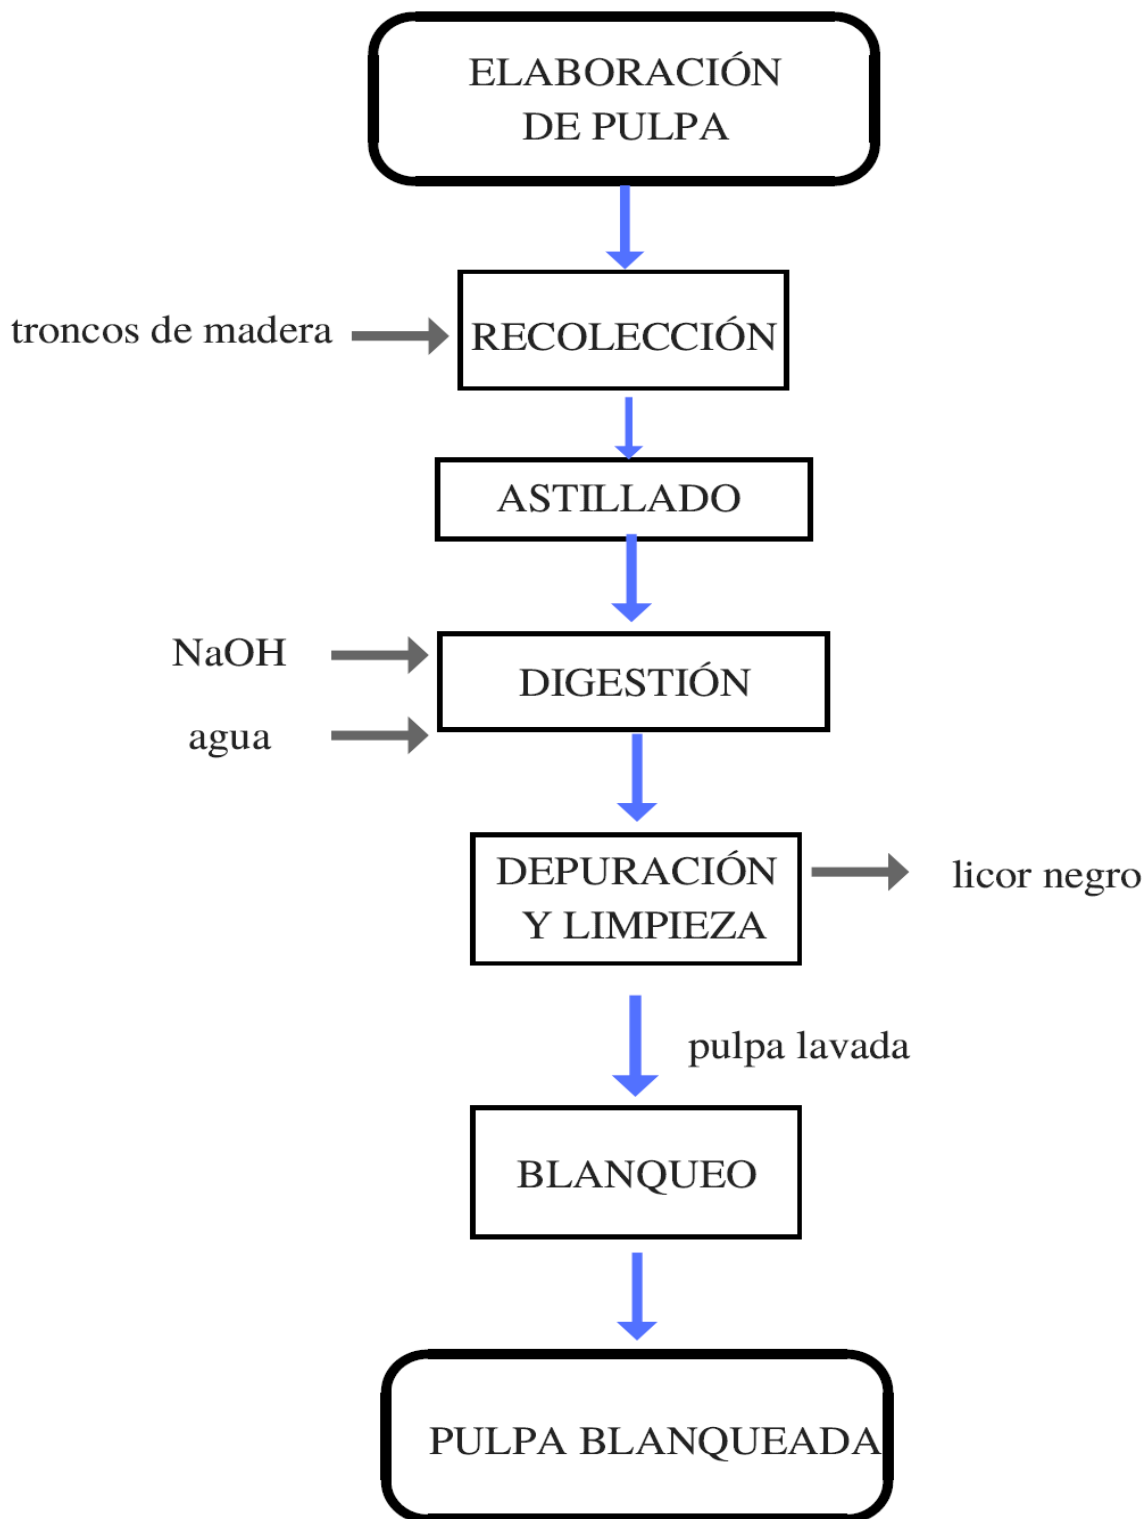 ELABORACIÓN
DE PULPA
troncos de madera
RECOLECCIÓN
ASTILLADO
NaOH
DIGESTIÓN
agua
DEPURACIÓN
Y LIMPIEZA
licor negro
pulpa lavada
BLANQUEO
PULPA BLANQUEADA